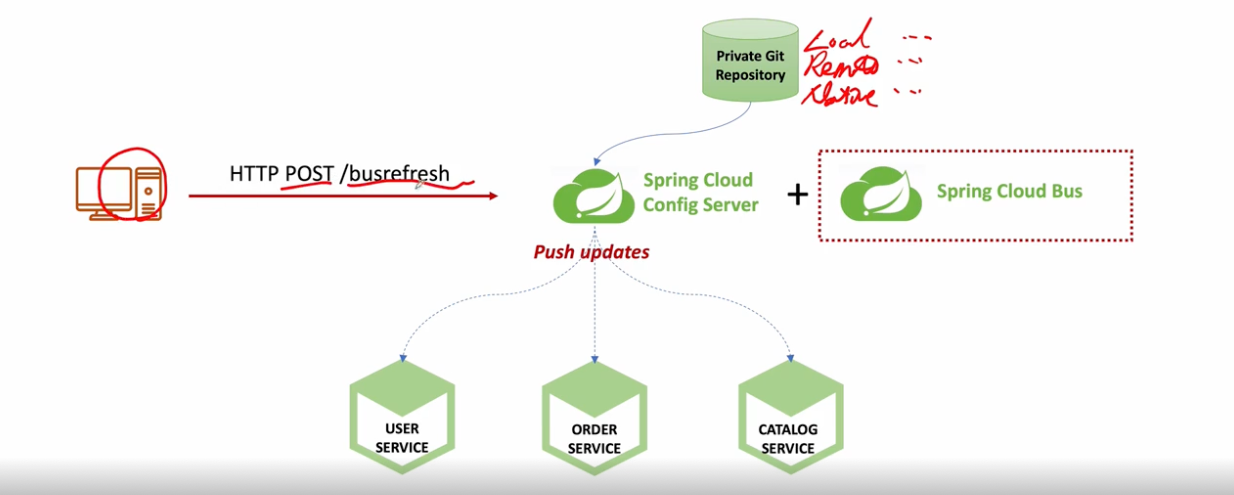 Private Git
Repository
Local ...
Remote ...
Native ...
HTTP POST /busrefresh
Spring Cloud
Config Server
+
Spring Cloud Bus
Push updates
USER
SERVICE
ORDER
SERVICE
CATALOG
SERVICE